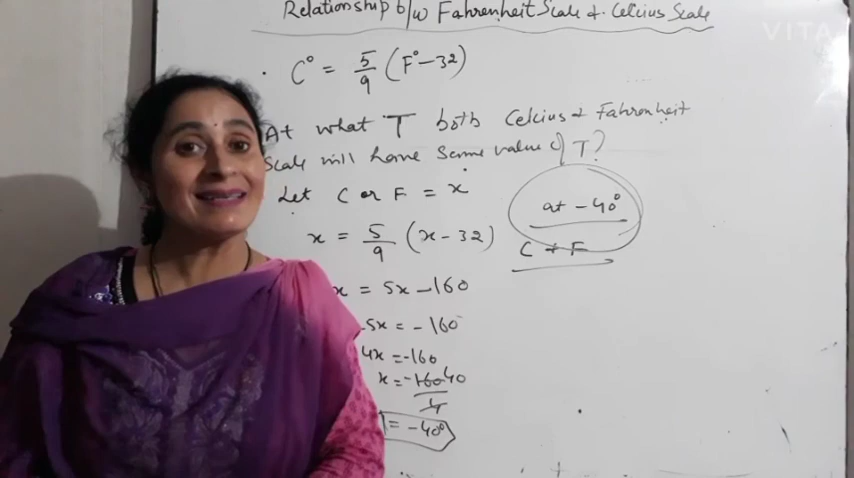 Relationship b/w Fahrenheit Scale & Celcius Scale
VITA
C° = 5/9 (F° - 32)
At what T both Celcius & Fahrenheit
Scale will have same value of T?
Let C or F = x
at - 40°
x = 5/9 (x - 32)
C & F
x = 5x - 160
5x = - 160
4x = -160
x = -160 40
4
= - 40°